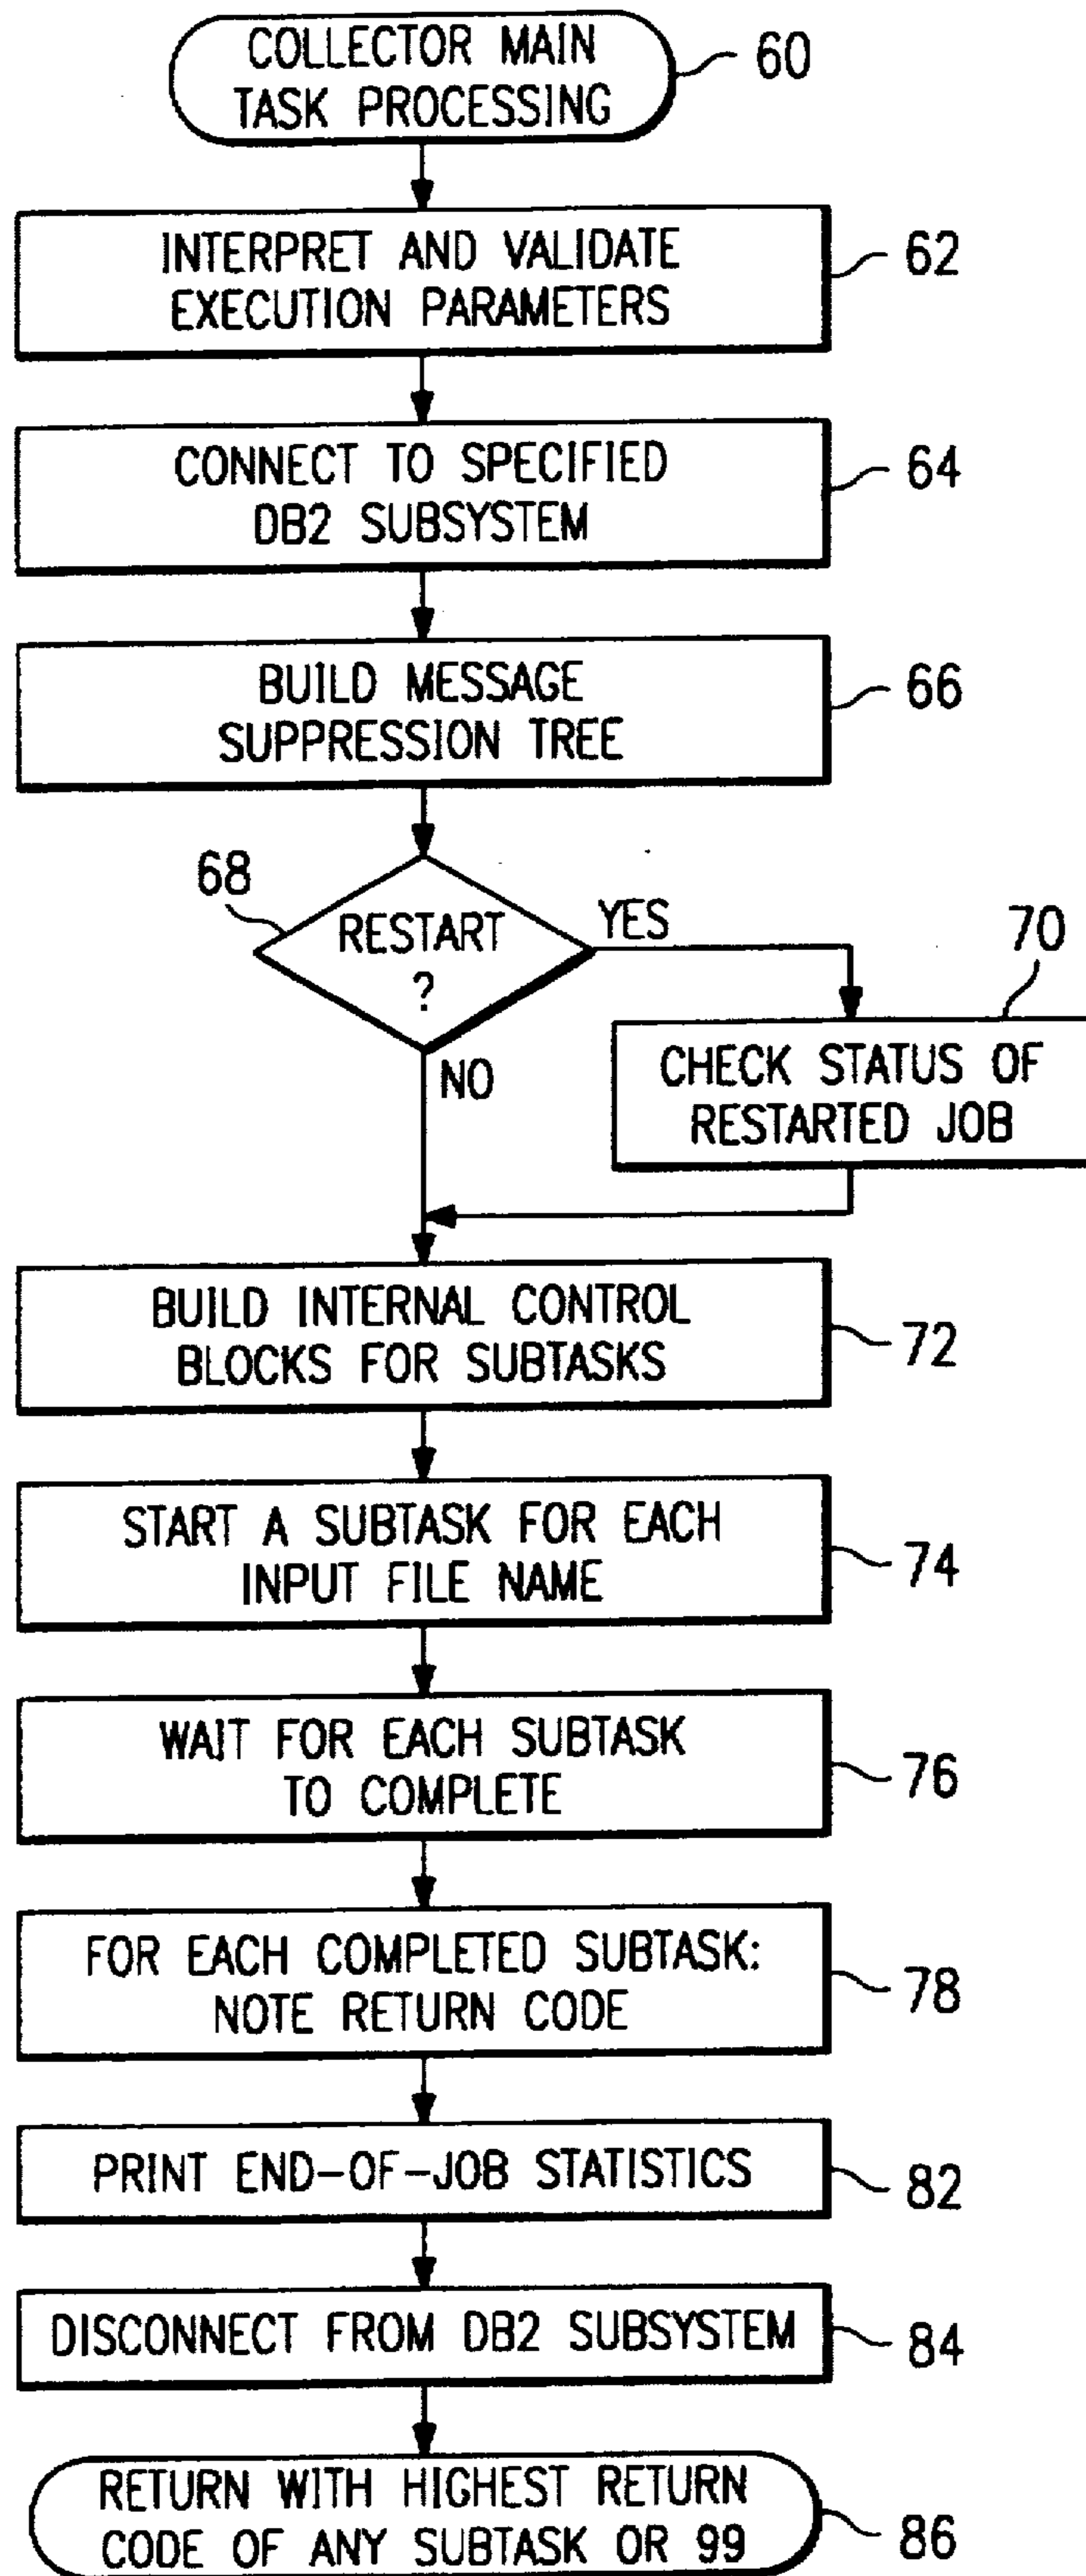 COLLECTOR MAIN
TASK PROCESSING
60
INTERPRET AND VALIDATE
EXECUTION PARAMETERS
62
CONNECT TO SPECIFIED
DB2 SUBSYSTEM
64
BUILD MESSAGE
SUPPRESSION TREE
66
68
RESTART
?
YES
NO
70
CHECK STATUS OF
RESTARTED JOB
BUILD INTERNAL CONTROL
BLOCKS FOR SUBTASKS
72
START A SUBTASK FOR EACH
INPUT FILE NAME
74
WAIT FOR EACH SUBTASK
TO COMPLETE
76
FOR EACH COMPLETED SUBTASK:
NOTE RETURN CODE
78
PRINT END-OF-JOB STATISTICS
82
DISCONNECT FROM DB2 SUBSYSTEM
84
RETURN WITH HIGHEST RETURN
CODE OF ANY SUBTASK OR 99
86